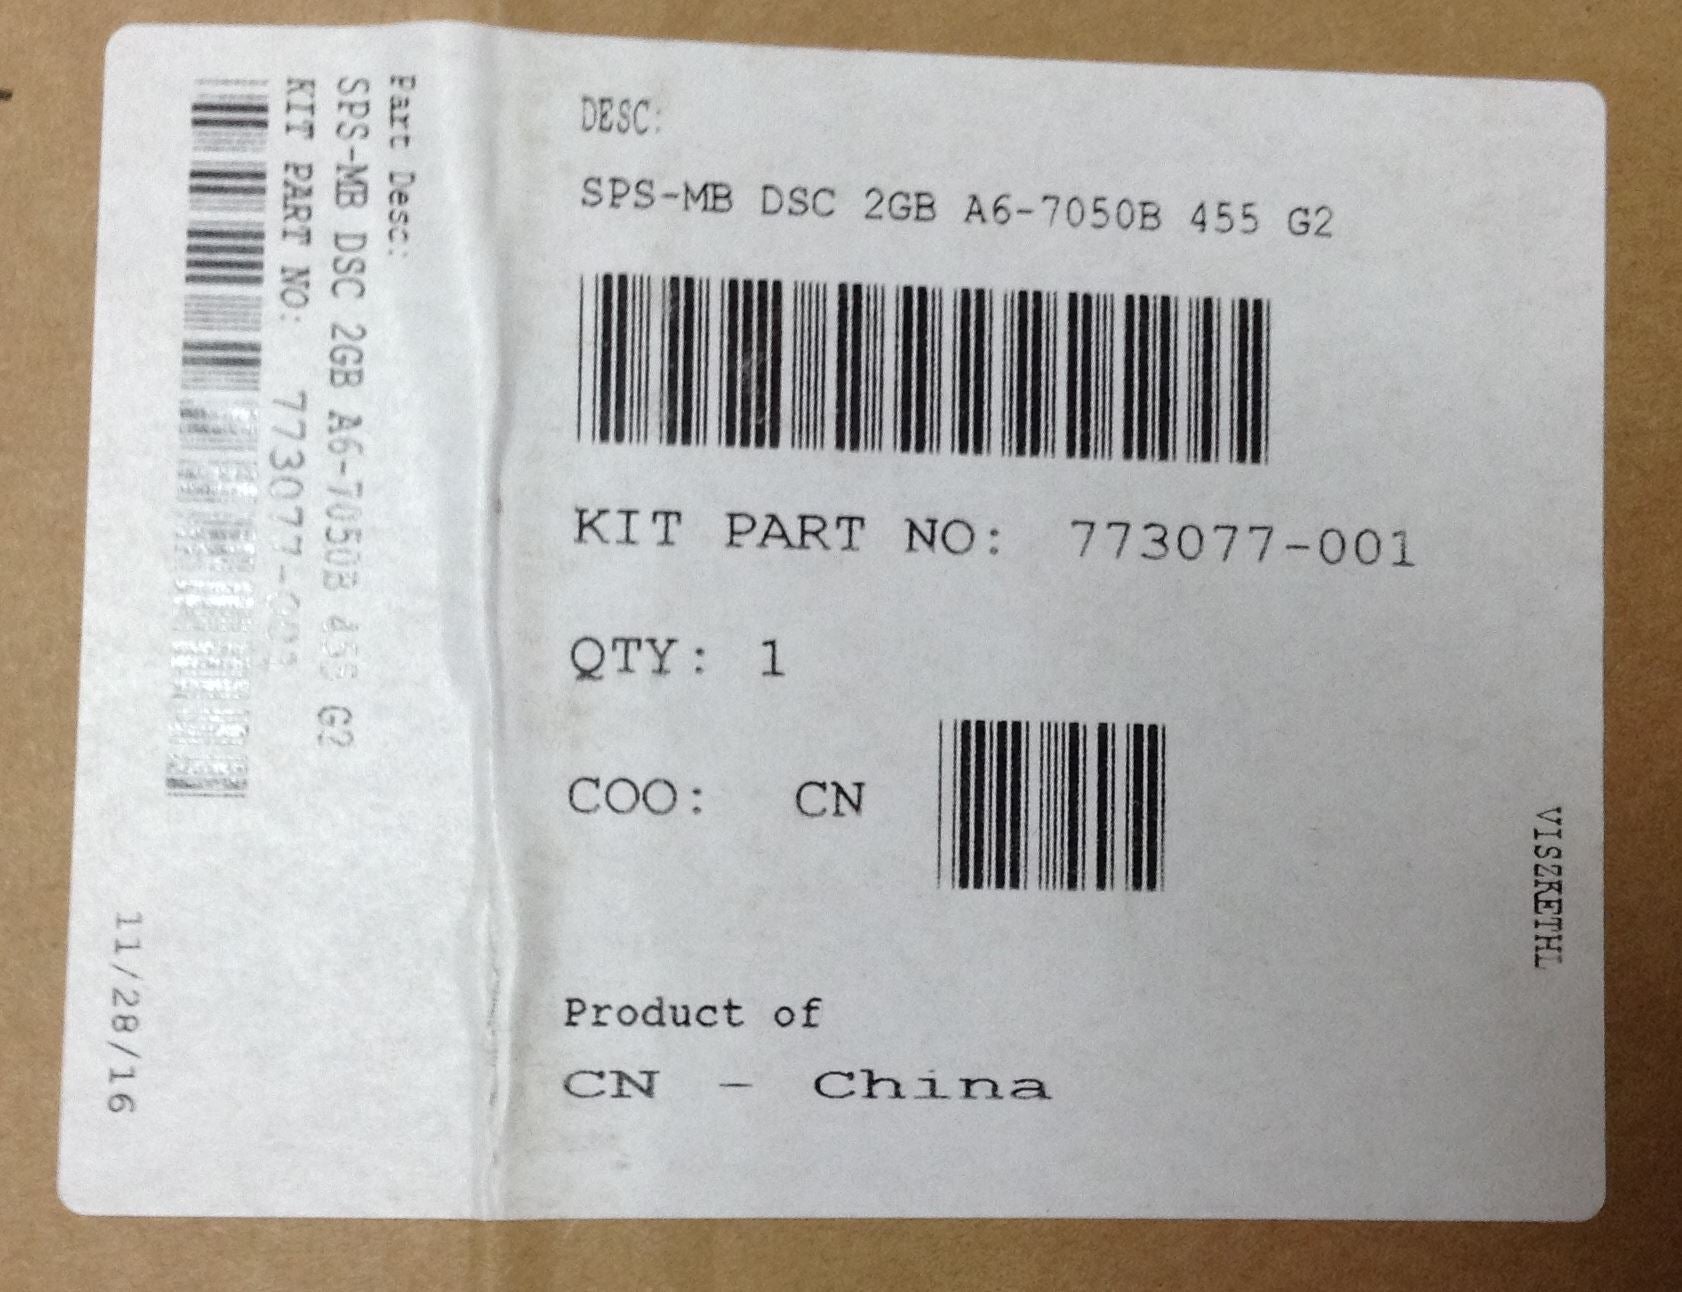 DESC:
SPS-MB DSC 2GB A6-7050B 455 G2
KIT PART NO: 773077-001
QTY: 1
COO: CN
Product of
CN - China
Part Desc:
SPS-MB DSC 2GB A6-7050B 455 G2
KIT PART NO: 773077-001
11/28/16
VISZKETHL